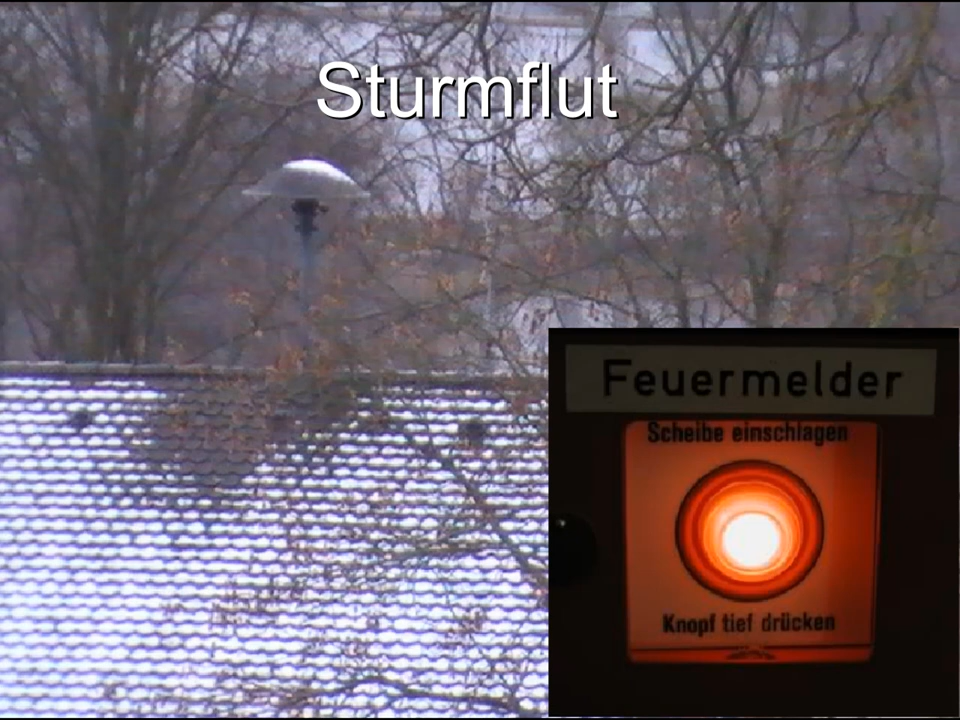 Sturmflut
Feuermelder
Scheibe einschlagen
Knopf tief drücken